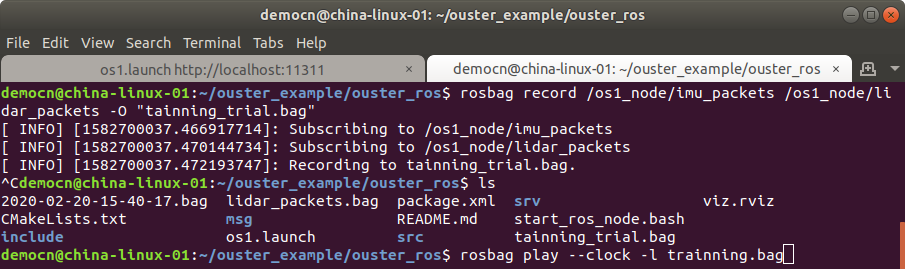 democn@china-linux-01: ~/ouster_example/ouster_ros
File Edit View Search Terminal Tabs Help
os1.launch http://localhost:11311 × democn@china-linux-01: ~/ouster_example/ouster_ros ×
democn@china-linux-01:~/ouster_example/ouster_ros$ rosbag record /os1_node/imu_packets /os1_node/li
dar_packets -O "tainning_trial.bag"
[ INFO] [1582700037.466917714]: Subscribing to /os1_node/imu_packets
[ INFO] [1582700037.470144734]: Subscribing to /os1_node/lidar_packets
[ INFO] [1582700037.472193747]: Recording to tainning_trial.bag.
^Cdemocn@china-linux-01:~/ouster_example/ouster_ros$ ls
2020-02-20-15-40-17.bag lidar_packets.bag package.xml srv viz.rviz
CMakeLists.txt msg README.md start_ros_node.bash
include os1.launch src tainning_trial.bag
democn@china-linux-01:~/ouster_example/ouster_ros$ rosbag play --clock -l trainning.bag